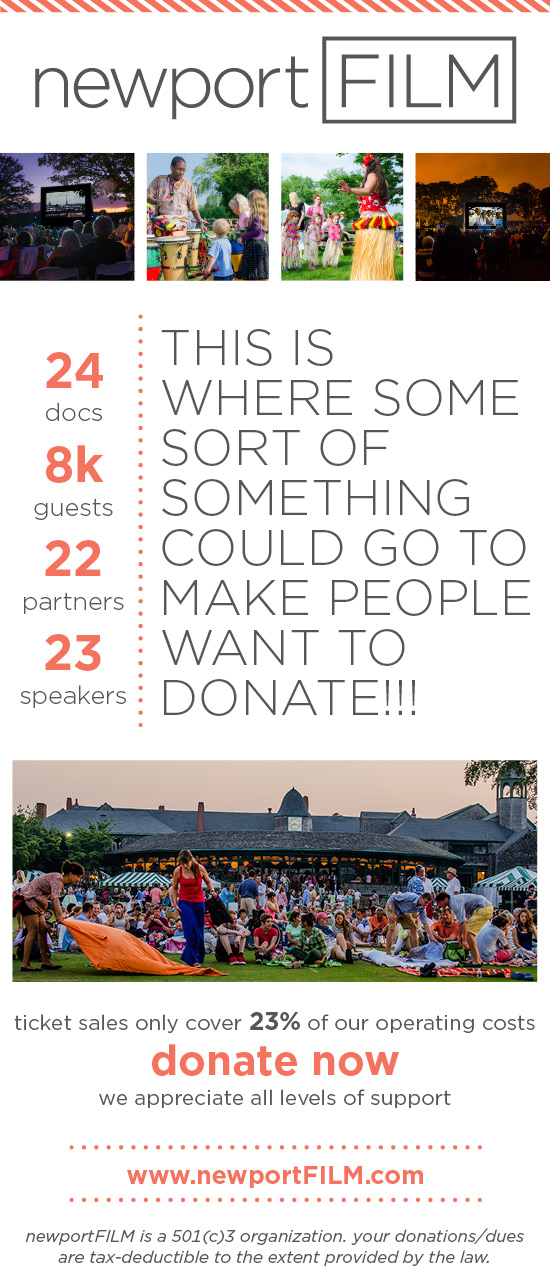 newport FILM
24
docs
8k
guests
22
partners
23
speakers
THIS IS
WHERE SOME
SORT OF
SOMETHING
COULD GO TO
MAKE PEOPLE
WANT TO
DONATE!!!
ticket sales only cover 23% of our operating costs
donate now
we appreciate all levels of support
www.newportFILM.com
newportFILM is a 501(c)3 organization. your donations/dues
are tax-deductible to the extent provided by the law.